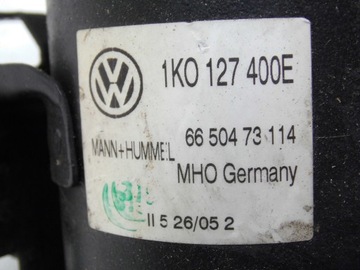 1K0 127 400E
MANN+HUMMEL
66 504 73 114
MHO Germany
II 5 26/05 2